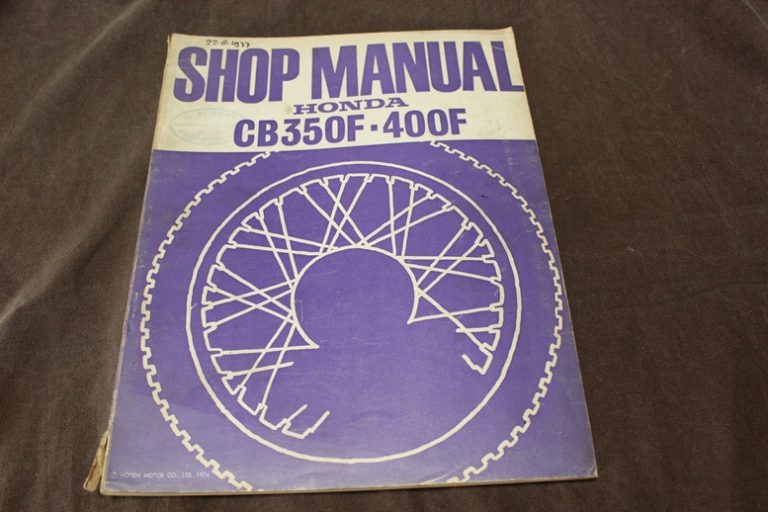 22-8-1977
SHOP MANUAL
HONDA
CB350F·400F
© HONDA MOTOR CO., LTD. 1974